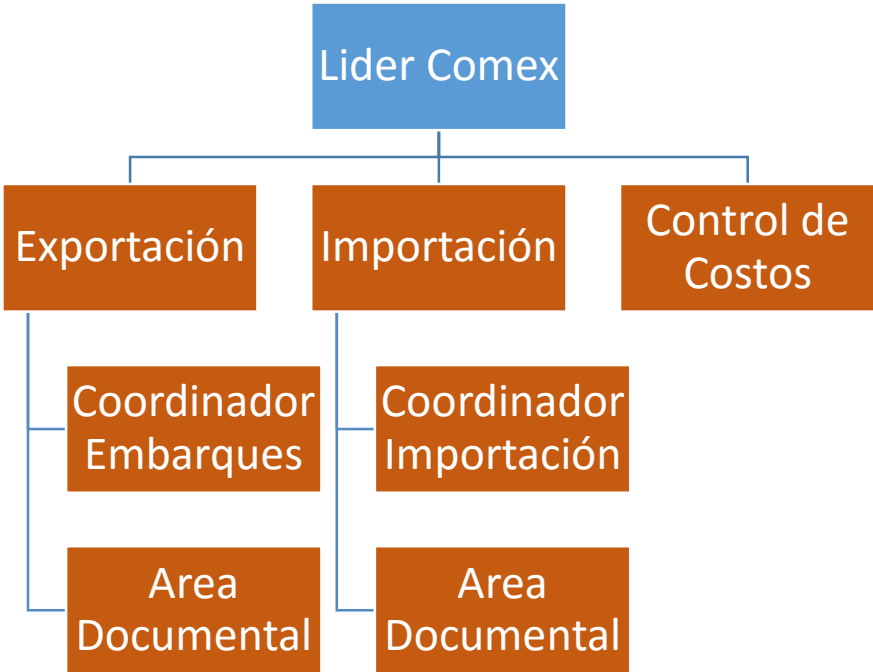 Lider Comex
Exportación
Importación
Control de
Costos
Coordinador
Embarques
Coordinador
Importación
Area
Documental
Area
Documental